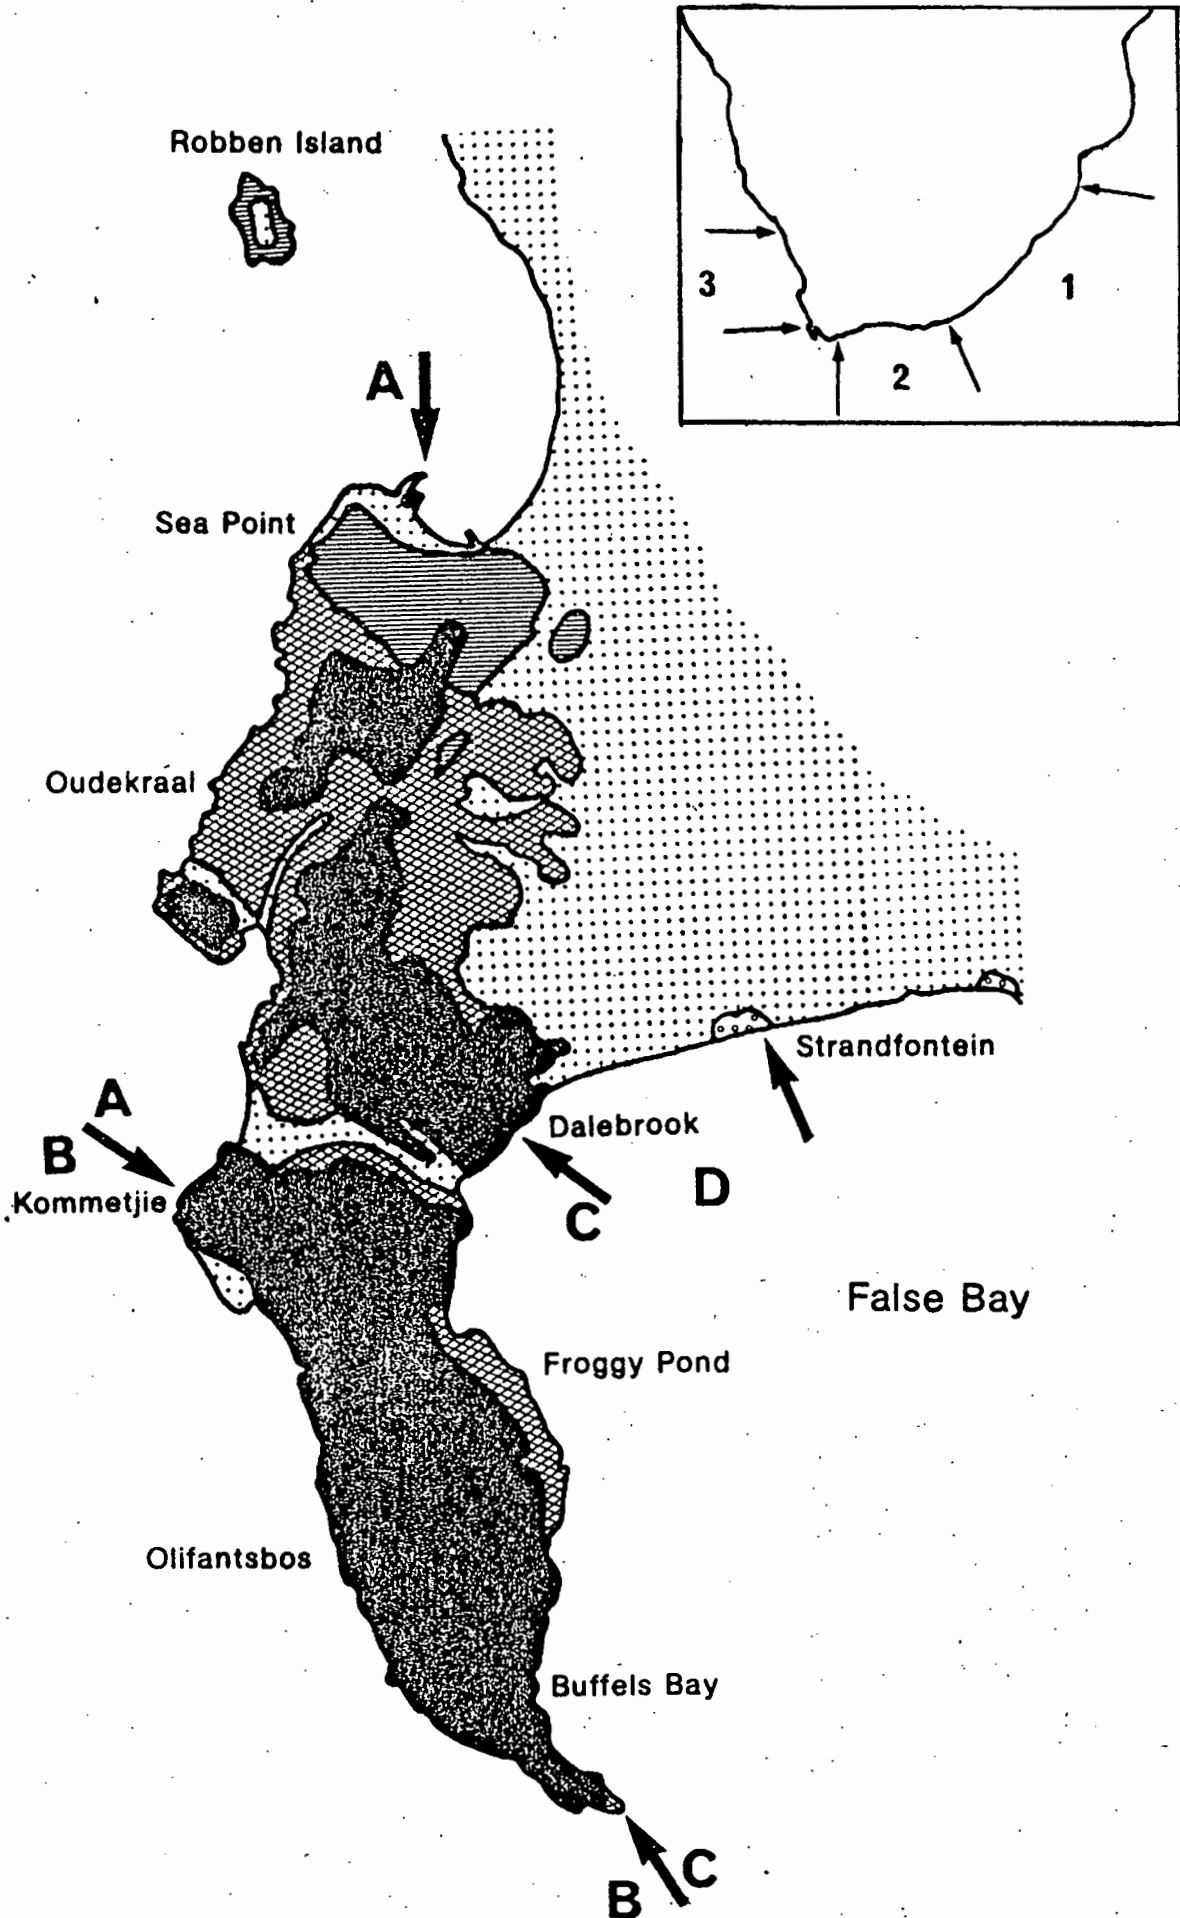 Robben Island
3
1
2
A
Sea Point
Oudekraal
Strandfontein
A
B
Kommetjie
Dalebrook
D
C
False Bay
Froggy Pond
Olifantsbos
Buffels Bay
C
B